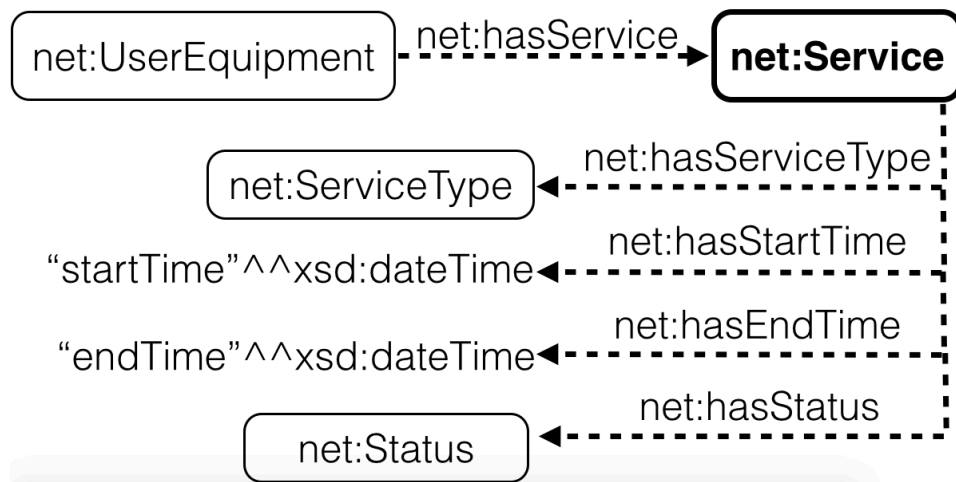 net:UserEquipment
net:hasService
net:Service
net:hasServiceType
net:ServiceType
net:hasStartTime
“startTime”^^xsd:dateTime
net:hasEndTime
“endTime”^^xsd:dateTime
net:hasStatus
net:Status